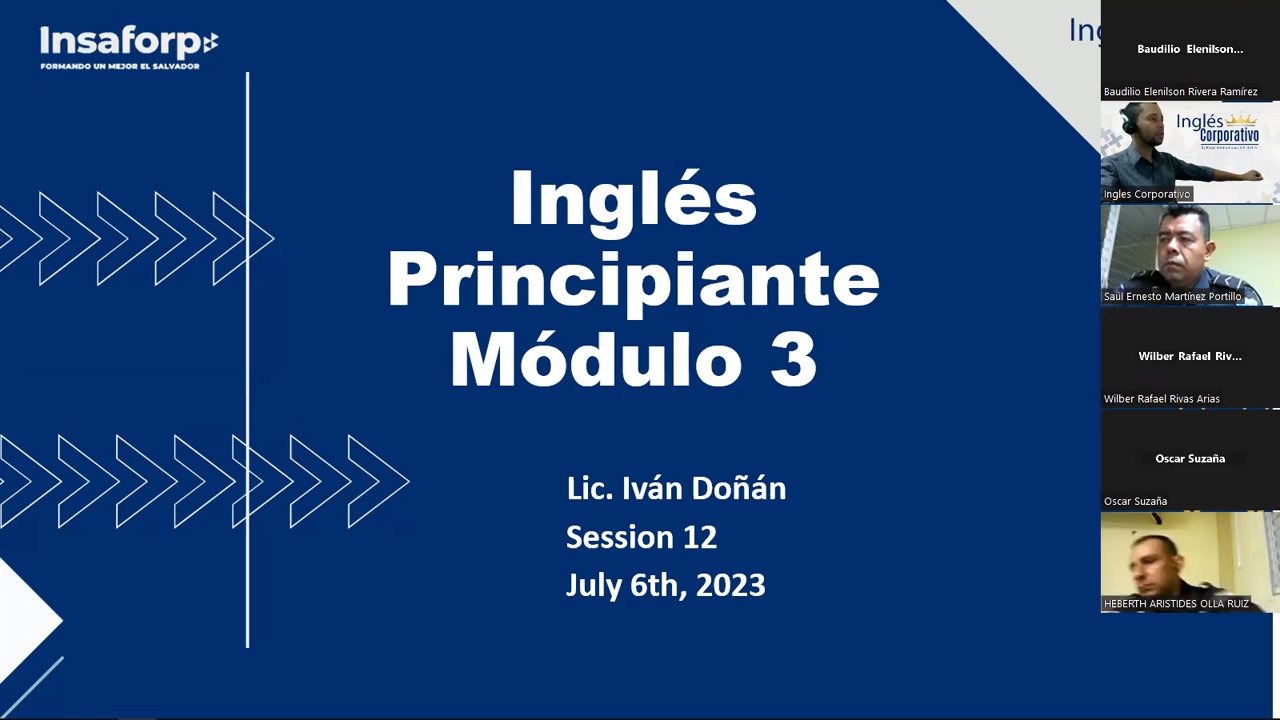 Insaforp
FORMANDO UN MEJOR EL SALVADOR
Inglés
Principiante
Módulo 3
Lic. Iván Doñán
Session 12
July 6th, 2023
Baudilio Elenilson...
Baudilio Elenilson Rivera Ramírez
Inglés
Corporativo
Ingles Corporativo
Saúl Ernesto Martínez Portillo
Wilber Rafael Riv...
Wilber Rafael Rivas Arias
Oscar Suzaña
Oscar Suzaña
HEBERTH ARISTIDES OLLA RUIZ